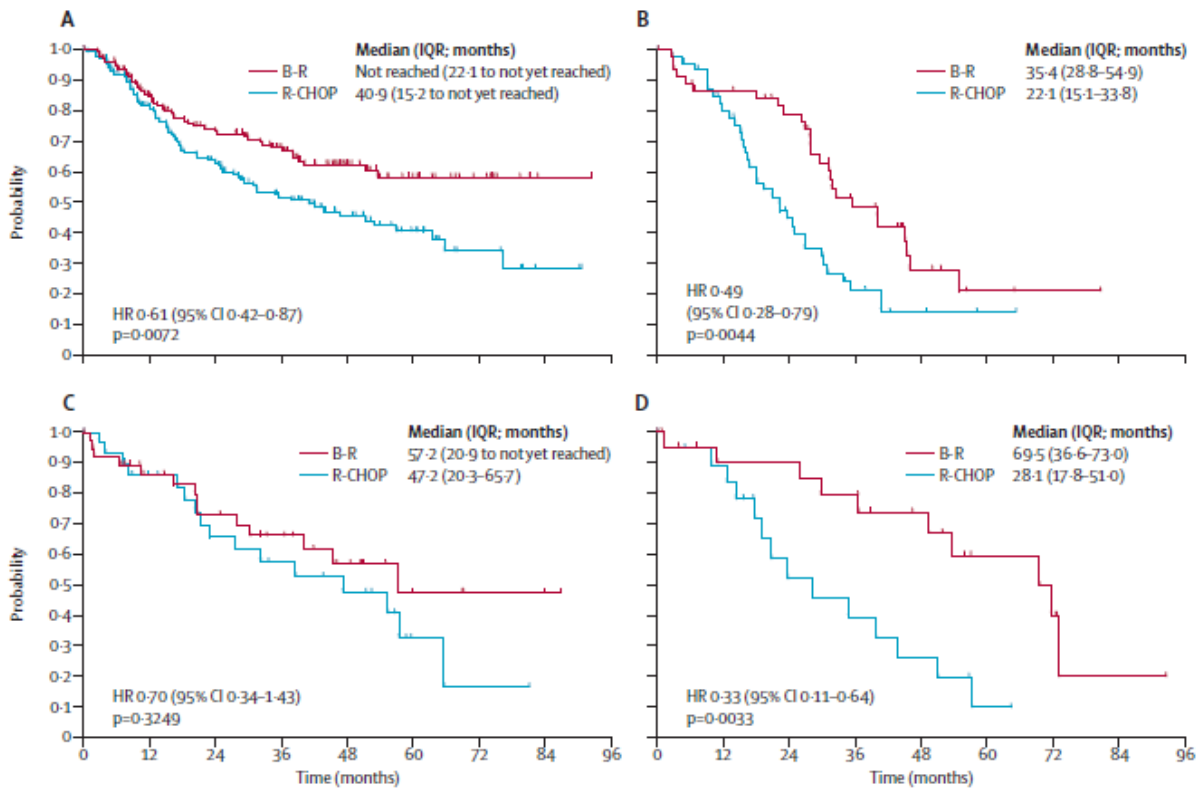 A
Median (IQR; months)
B-R Not reached (22·1 to not yet reached)
R-CHOP 40·9 (15·2 to not yet reached)
1·0
0·9
0·8
0·7
0·6
0·5
0·4
0·3
0·2
0·1
0
Probability
HR 0·61 (95% CI 0·42–0·87)
p=0·0072
B
Median (IQR; months)
B-R 35·4 (28·8–54·9)
R-CHOP 22·1 (15·1–33·8)
HR 0·49
(95% CI 0·28–0·79)
p=0·0044
C
Median (IQR; months)
B-R 57·2 (20·9 to not yet reached)
R-CHOP 47·2 (20·3–65·7)
1·0
0·9
0·8
0·7
0·6
0·5
0·4
0·3
0·2
0·1
0
Probability
HR 0·70 (95% CI 0·34–1·43)
p=0·3249
0 12 24 36 48 60 72 84 96
Time (months)
D
Median (IQR; months)
B-R 69·5 (36·6–73·0)
R-CHOP 28·1 (17·8–51·0)
HR 0·33 (95% CI 0·11–0·64)
p=0·0033
0 12 24 36 48 60 72 84 96
Time (months)